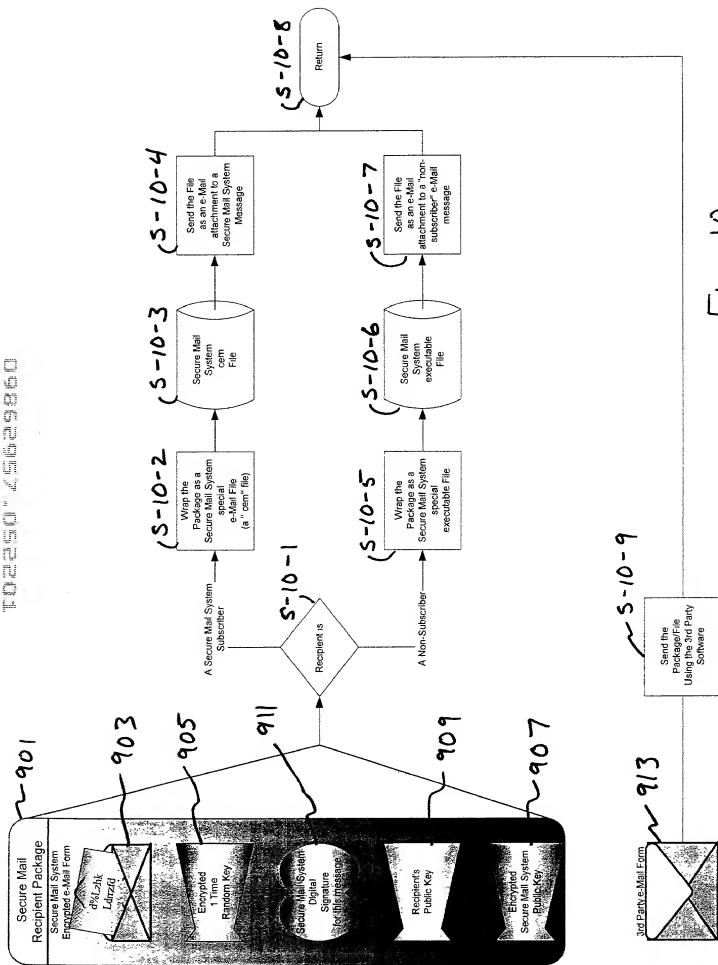 901
Secure Mail
Recipient Package
Secure Mail System
Encrypted e-Mail Form
d%Lzhk
Ldrrzfd
903
Encrypted
1 Time
Random Key
905
Secure Mail System
Digital
Signature
for this message
911
Recipient's
Public Key
909
Encrypted
Secure Mail System
Public Key
907
S-10-1
Recipient is
A Secure Mail System
Subscriber
S-10-2
Wrap the
Package as a
Secure Mail System
special
e-Mail File
(a " cem" file)
S-10-3
Secure Mail
System
cem
File
S-10-4
Send the File
as an e-Mail
attachment to a
Secure Mail System
Message
A Non-Subscriber
S-10-5
Wrap the
Package as a
Secure Mail System
special
executable File
S-10-6
Secure Mail
System
executable
File
S-10-7
Send the File
as an e-Mail
attachment to a "non-
subscriber" e-Mail
message
S-10-8
Return
3rd Party e-Mail Form
913
S-10-9
Send the
Package/File
Using the 3rd Party
Software